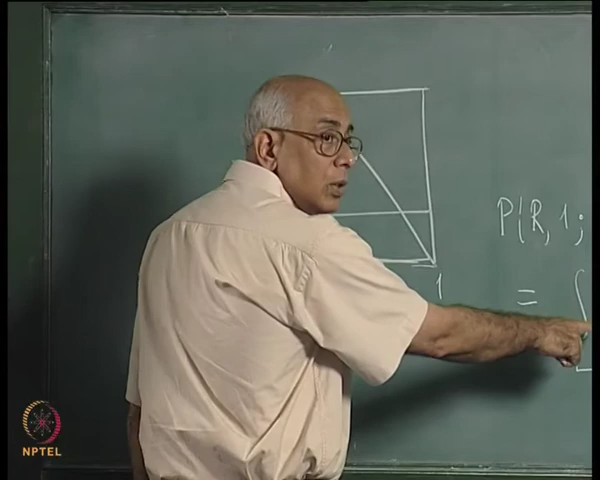 P(R, 1;
1
=
NPTEL